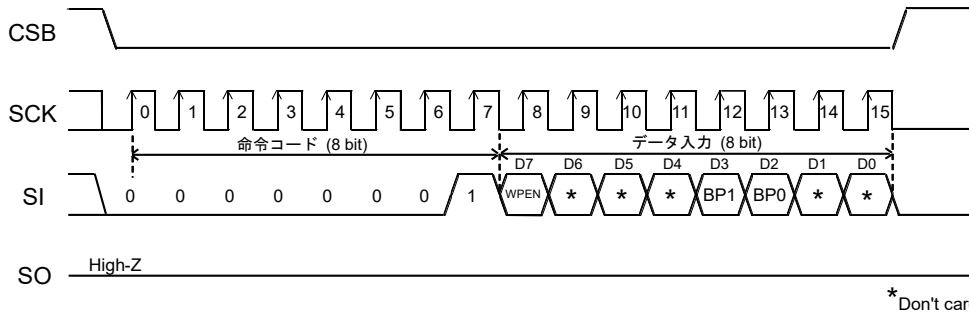 CSB
SCK 0 1 2 3 4 5 6 7 8 9 10 11 12 13 14 15
命令コード (8 bit) データ入力 (8 bit)
D7 D6 D5 D4 D3 D2 D1 D0
SI 0 0 0 0 0 0 0 1 WPEN * * * BP1 BP0 * *
High-Z
SO
*Don't car